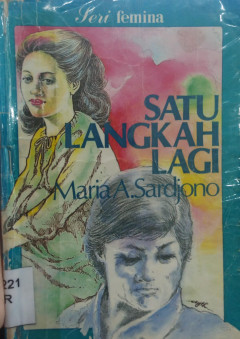 Seri femina
SATU
LANGKAH
LAGI
Maria A. Sardjono
221
R